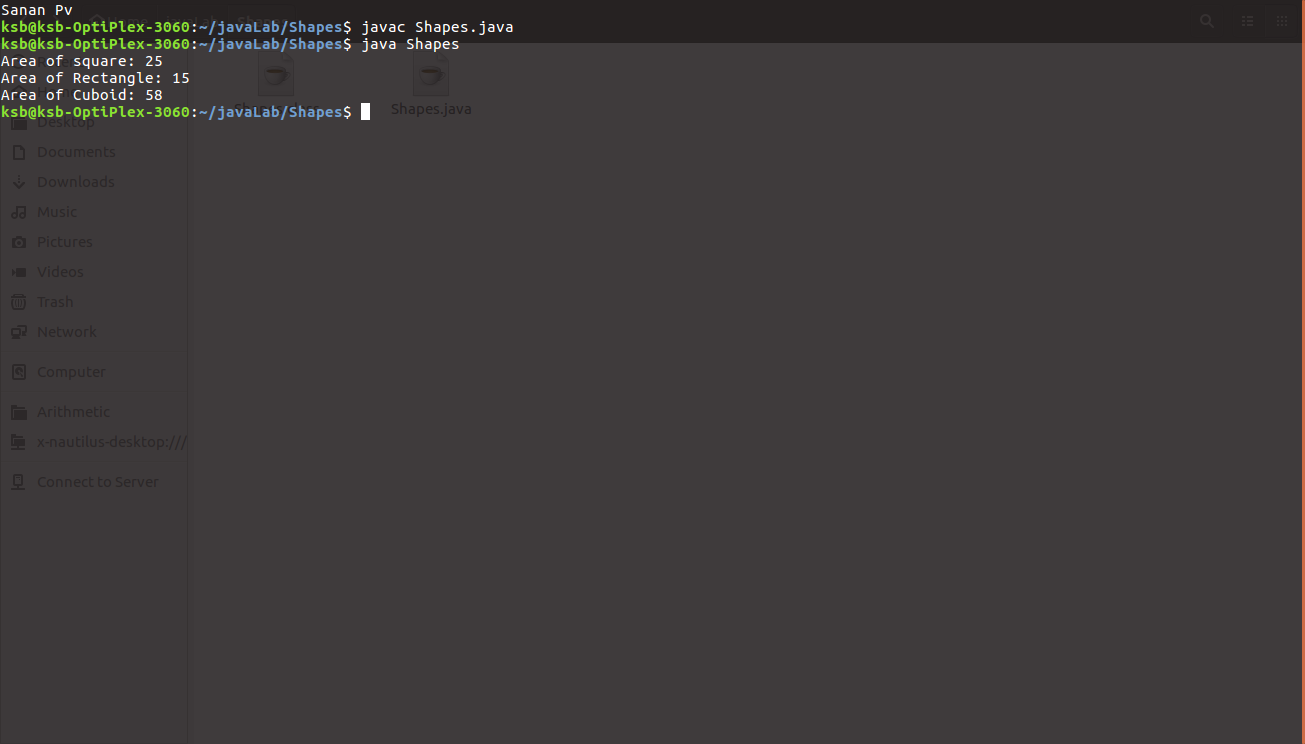 Sanan Pv
ksb@ksb-OptiPlex-3060:~/javaLab/Shapes$ javac Shapes.java
ksb@ksb-OptiPlex-3060:~/javaLab/Shapes$ java Shapes
Area of square: 25
Area of Rectangle: 15
Area of Cuboid: 58
ksb@ksb-OptiPlex-3060:~/javaLab/Shapes$
Shapes.java
Desktop
Documents
Downloads
Music
Pictures
Videos
Trash
Network
Computer
Arithmetic
x-nautilus-desktop:///
Connect to Server